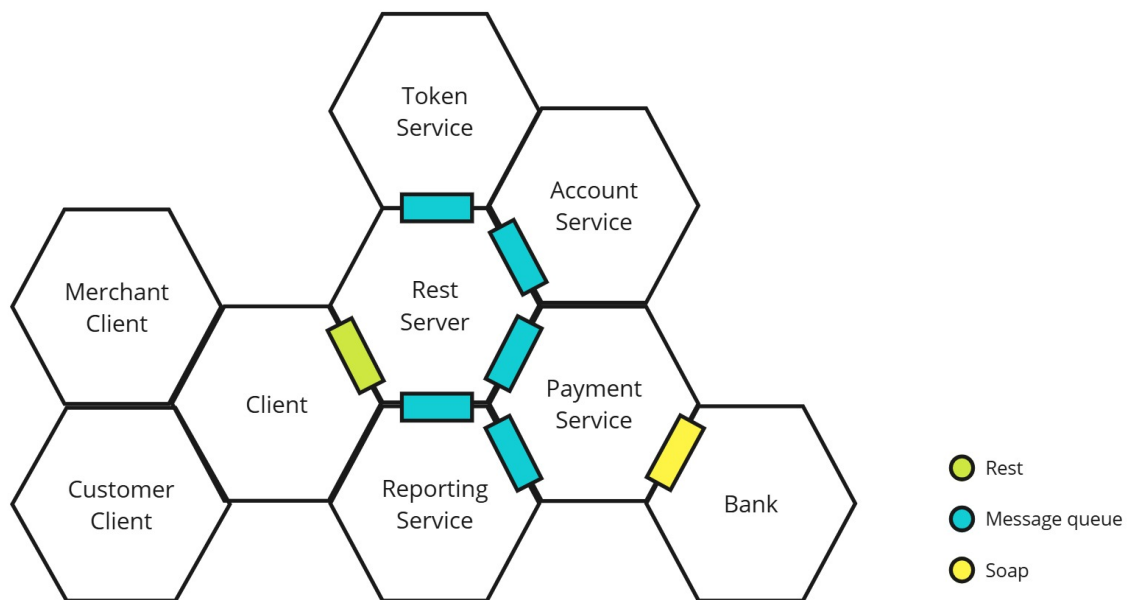 Token
Service
Account
Service
Merchant
Client
Rest
Server
Client
Payment
Service
Customer
Client
Reporting
Service
Bank
Rest
Message queue
Soap